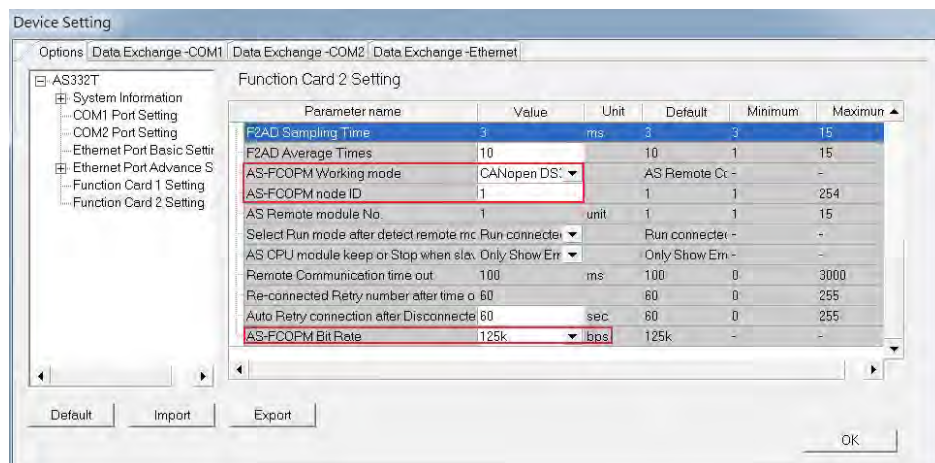 Device Setting
Options Data Exchange -COM1 Data Exchange -COM2 Data Exchange -Ethernet
AS332T
System Information
COM1 Port Setting
COM2 Port Setting
Ethernet Port Basic Settir
Ethernet Port Advance S
Function Card 1 Setting
Function Card 2 Setting
Function Card 2 Setting
Parameter name Value Unit Default Minimum Maximun
F2AD Sampling Time 3 ms 3 3 15
F2AD Average Times 10 10 1 15
AS-FCOPM Working mode CANopen DS: AS Remote Cc -
AS-FCOPM node ID 1 1 1 254
AS Remote module No. 1 unit 1 1 15
Select Run mode after detect remote mc Run connecter Run connecter - -
AS CPU module keep or Stop when slav Only Show Err Only Show Err - -
Remote Communication time out 100 ms 100 0 3000
Re-connected Retry number after time o 60 60 0 255
Auto Retry connection after Disconnecte 60 sec 60 0 255
AS-FCOPM Bit Rate 125k bps 125k - -
Default Import Export
OK